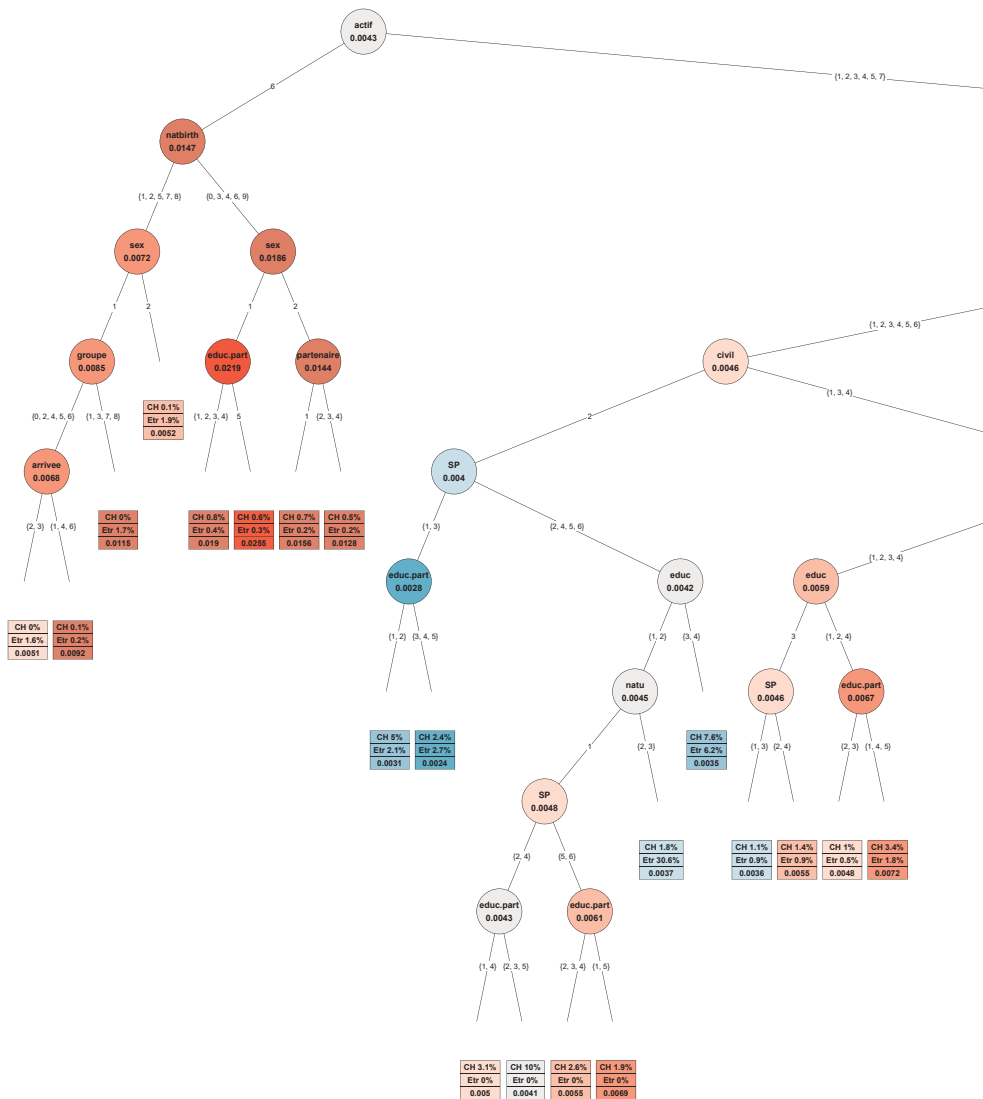 actif
0.0043
6
{1, 2, 3, 4, 5, 7}
natbirth
0.0147
{1, 2, 5, 7, 8}
{0, 3, 4, 6, 9}
sex
0.0072
sex
0.0186
1
2
1
2
{1, 2, 3, 4, 5, 6}
groupe
0.0085
educ.part
0.0219
partenaire
0.0144
civil
0.0046
{1, 3, 4}
CH 0.1%
Etr 1.9%
0.0052
{0, 2, 4, 5, 6}
{1, 3, 7, 8}
{1, 2, 3, 4}
5
1
{2, 3, 4}
2
arrivee
0.0068
SP
0.004
CH 0%
Etr 1.7%
0.0115
CH 0.8%
Etr 0.4%
0.019
CH 0.6%
Etr 0.3%
0.0255
CH 0.7%
Etr 0.2%
0.0156
CH 0.5%
Etr 0.2%
0.0128
{2, 3}
{1, 4, 6}
{1, 3}
{2, 4, 5, 6}
{1, 2, 3, 4}
educ.part
0.0028
educ
0.0042
educ
0.0059
CH 0%
Etr 1.6%
0.0051
CH 0.1%
Etr 0.2%
0.0092
{1, 2}
{3, 4, 5}
{1, 2}
{3, 4}
3
{1, 2, 4}
natu
0.0045
SP
0.0046
educ.part
0.0067
CH 5%
Etr 2.1%
0.0031
CH 2.4%
Etr 2.7%
0.0024
CH 7.6%
Etr 6.2%
0.0035
1
{2, 3}
{1, 3}
{2, 4}
{2, 3}
{1, 4, 5}
SP
0.0048
CH 1.8%
Etr 30.6%
0.0037
CH 1.1%
Etr 0.9%
0.0036
CH 1.4%
Etr 0.9%
0.0055
CH 1%
Etr 0.5%
0.0048
CH 3.4%
Etr 1.8%
0.0072
{2, 4}
{5, 6}
educ.part
0.0043
educ.part
0.0061
{1, 4}
{2, 3, 5}
{2, 3, 4}
{1, 5}
CH 3.1%
Etr 0%
0.005
CH 10%
Etr 0%
0.0041
CH 2.6%
Etr 0%
0.0055
CH 1.9%
Etr 0%
0.0069